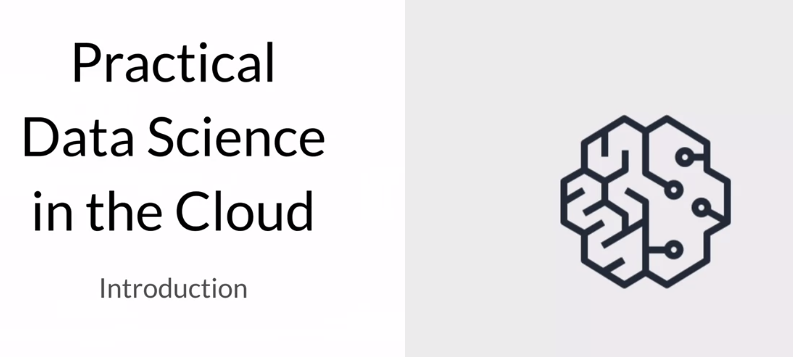 Practical
Data Science
in the Cloud
Introduction